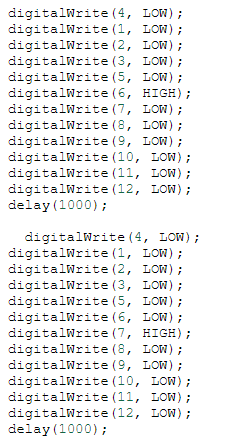 digitalWrite(4, LOW);
digitalWrite(1, LOW);
digitalWrite(2, LOW);
digitalWrite(3, LOW);
digitalWrite(5, LOW);
digitalWrite(6, HIGH);
digitalWrite(7, LOW);
digitalWrite(8, LOW);
digitalWrite(9, LOW);
digitalWrite(10, LOW);
digitalWrite(11, LOW);
digitalWrite(12, LOW);
delay(1000);

  digitalWrite(4, LOW);
digitalWrite(1, LOW);
digitalWrite(2, LOW);
digitalWrite(3, LOW);
digitalWrite(5, LOW);
digitalWrite(6, LOW);
digitalWrite(7, HIGH);
digitalWrite(8, LOW);
digitalWrite(9, LOW);
digitalWrite(10, LOW);
digitalWrite(11, LOW);
digitalWrite(12, LOW);
delay(1000);